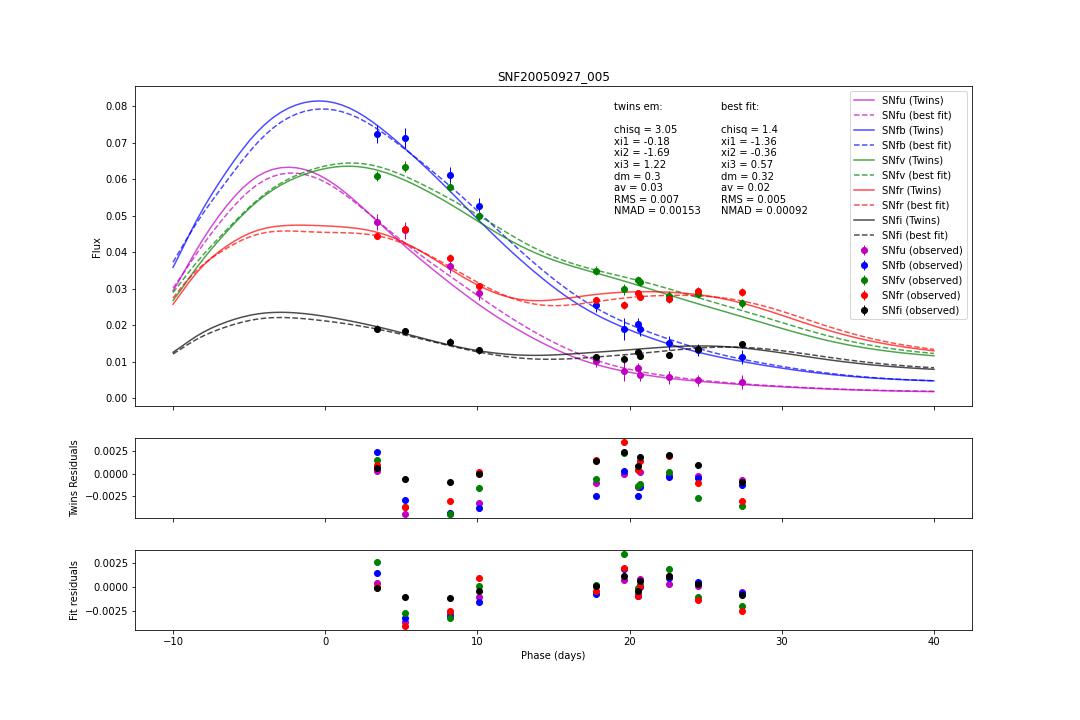 SNF20050927_005
Flux
0.08
0.07
0.06
0.05
0.04
0.03
0.02
0.01
0.00
twins em:
chisq = 3.05
xi1 = -0.18
xi2 = -1.69
xi3 = 1.22
dm = 0.3
av = 0.03
RMS = 0.007
NMAD = 0.00153
best fit:
chisq = 1.4
xi1 = -1.36
xi2 = -0.36
xi3 = 0.57
dm = 0.32
av = 0.02
RMS = 0.005
NMAD = 0.00092
SNfu (Twins)
SNfu (best fit)
SNfb (Twins)
SNfb (best fit)
SNfv (Twins)
SNfv (best fit)
SNfr (Twins)
SNfr (best fit)
SNfi (Twins)
SNfi (best fit)
SNfu (observed)
SNfb (observed)
SNfv (observed)
SNfr (observed)
SNfi (observed)
Twins Residuals
0.0025
0.0000
−0.0025
Fit residuals
0.0025
0.0000
−0.0025
−10
0
10
20
30
40
Phase (days)